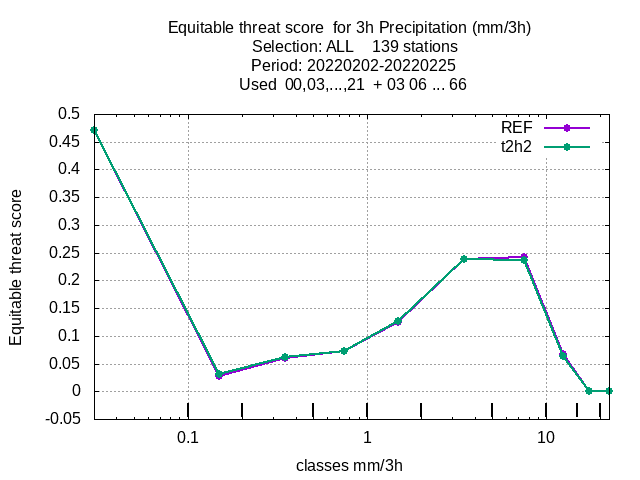 Equitable threat score  for 3h Precipitation (mm/3h)
Selection: ALL    139 stations
Period: 20220202-20220225
Used  00,03,...,21  + 03 06 ... 66
REF
t2h2
0.5
0.45
0.4
0.35
0.3
0.25
0.2
0.15
0.1
0.05
0
-0.05
Equitable threat score
0.1 1 10
classes mm/3h